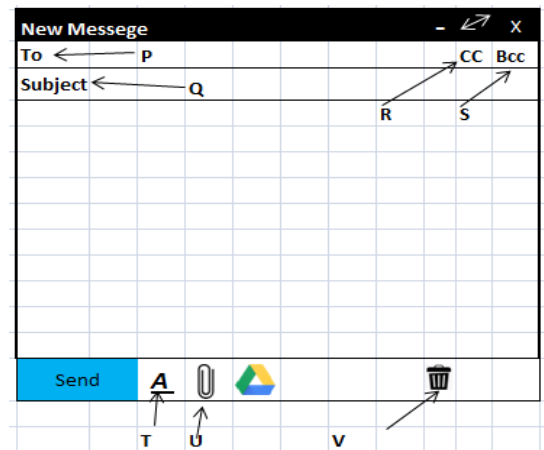 New Messege - X
To P CC Bcc
Subject Q
R S
Send A
T U V